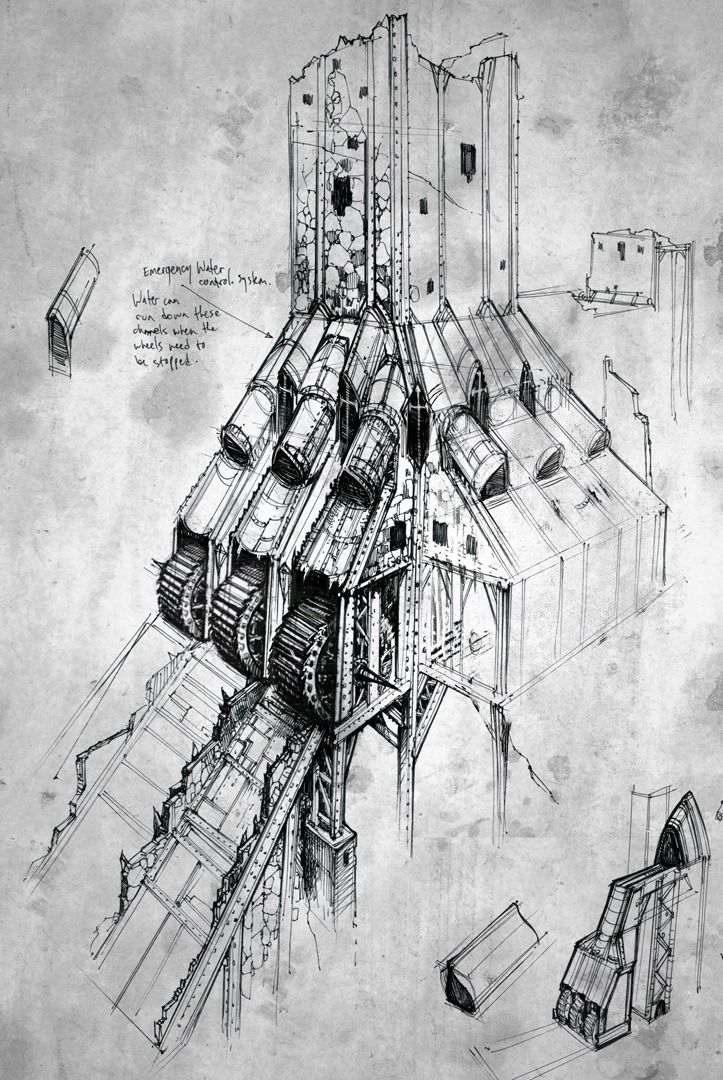 Emergency Water
control. system.
Water can
run down these
channels when the
wheels need to
be stopped.